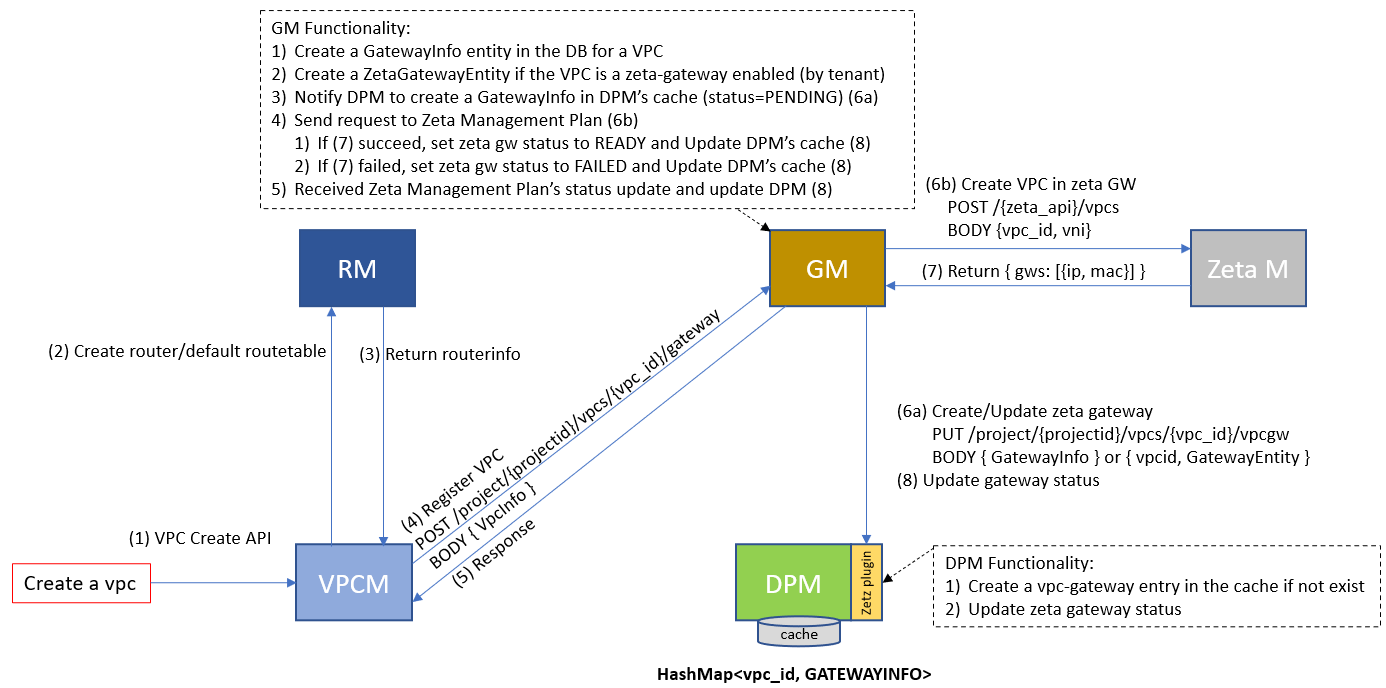 GM Functionality:
1) Create a GatewayInfo entity in the DB for a VPC
2) Create a ZetaGatewayEntity if the VPC is a zeta-gateway enabled (by tenant)
3) Notify DPM to create a GatewayInfo in DPM’s cache (status=PENDING) (6a)
4) Send request to Zeta Management Plan (6b)
1) If (7) succeed, set zeta gw status to READY and Update DPM’s cache (8)
2) If (7) failed, set zeta gw status to FAILED and Update DPM’s cache (8)
5) Received Zeta Management Plan’s status update and update DPM (8)
(6b) Create VPC in zeta GW
POST /{zeta_api}/vpcs
BODY {vpc_id, vni}
RM
GM
Zeta M
(7) Return { gws: [{ip, mac}] }
(2) Create router/default routetable
(3) Return routerinfo
(4) Register VPC
POST /project/{projectid}/vpcs/{vpc_id}/gateway
BODY { VpcInfo }
(5) Response
(6a) Create/Update zeta gateway
PUT /project/{projectid}/vpcs/{vpc_id}/vpcgw
BODY { GatewayInfo } or { vpcid, GatewayEntity }
(8) Update gateway status
(1) VPC Create API
Create a vpc
VPCM
DPM
Zetz plugin
cache
HashMap<vpc_id, GATEWAYINFO>
DPM Functionality:
1) Create a vpc-gateway entry in the cache if not exist
2) Update zeta gateway status